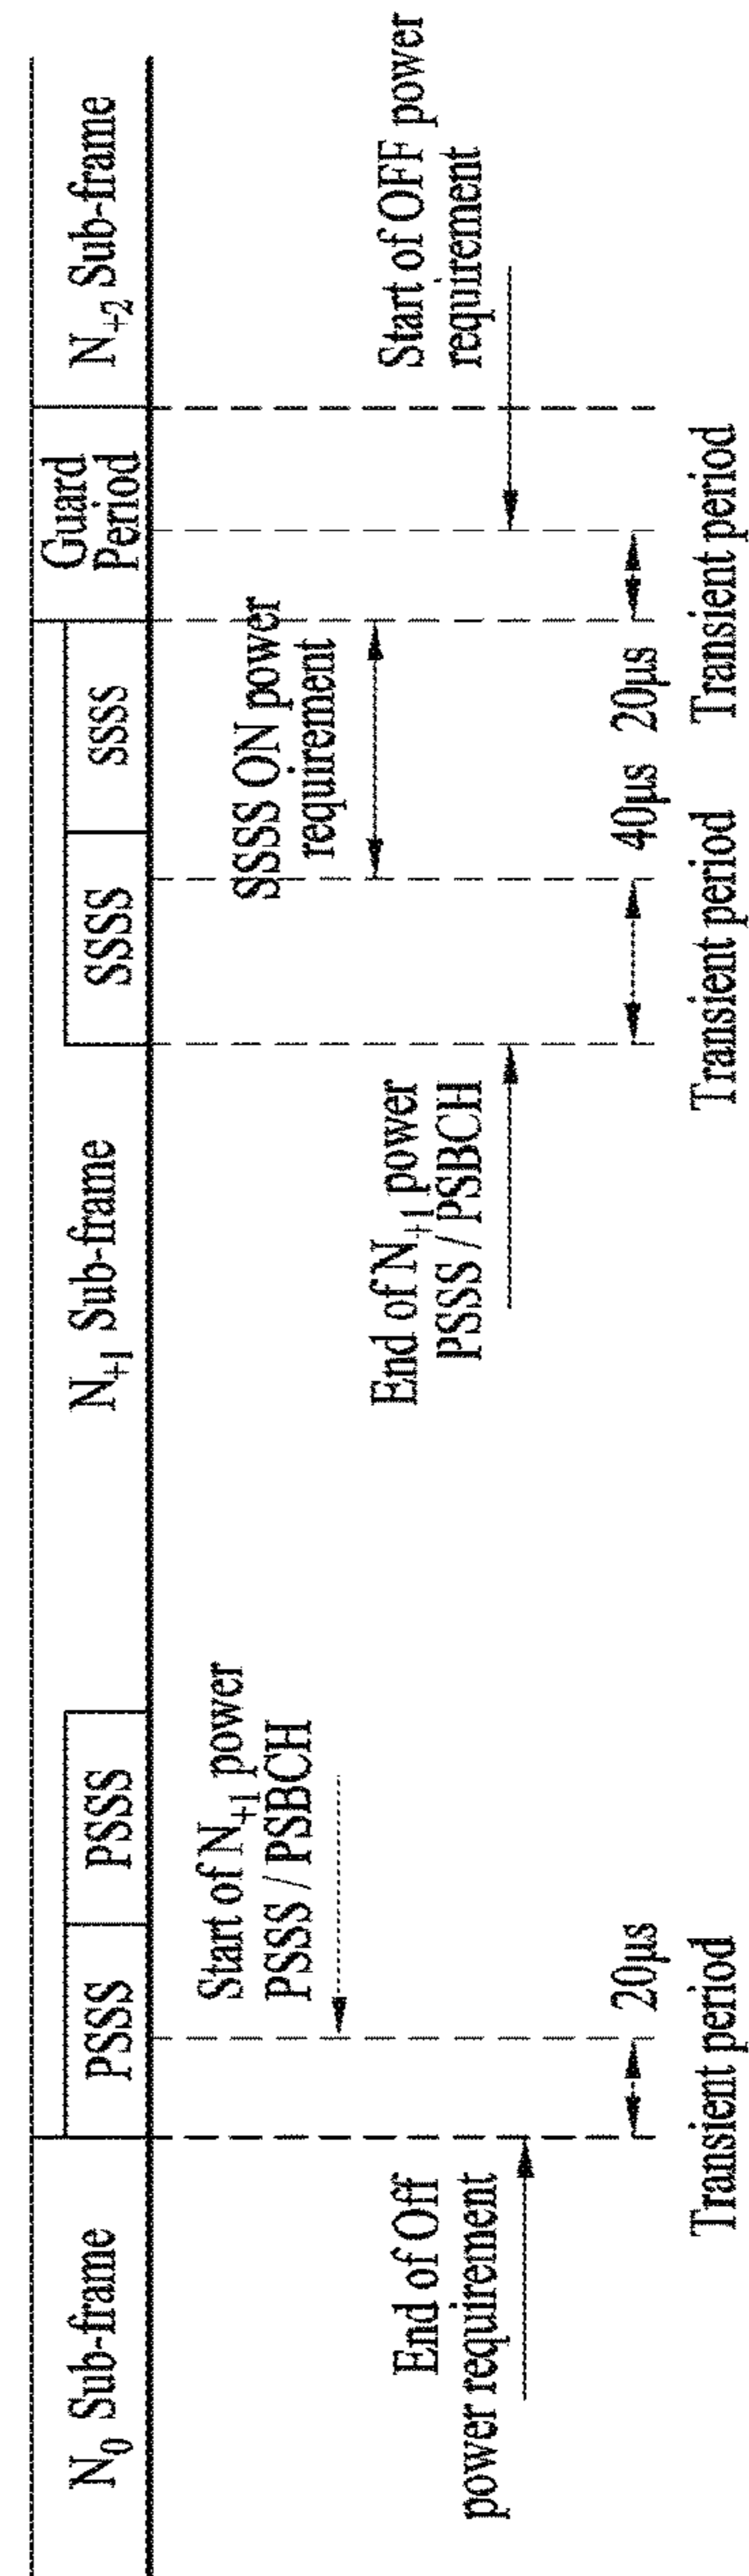 N0 Sub-frame
PSSS
PSSS
N+1 Sub-frame
SSSS
SSSS
Guard
Period
N+2 Sub-frame
Start of N+1 power
PSSS / PSBCH
SSSS ON power
requirement
End of Off
power requirement
End of N+1 power
PSSS / PSBCH
Start of OFF power
requirement
20μs
Transient period
40μs
Transient period
20μs
Transient period